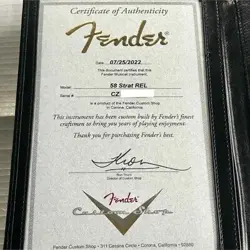 Certificate of Authenticity
Fender
Date 07/25/2022
This document certifies that this
Fender Musical Instrument,
58 Strat REL
CZ
is a product of the Fender Custom Shop
in Corona, California.
This instrument has been custom built by Fender's finest
craftsmen to bring you years of playing enjoyment.
Thank you for purchasing Fender's best.
Fender
Custom Shop
Fender Custom Shop • 311 Cessna Circle • Corona, California • 92880